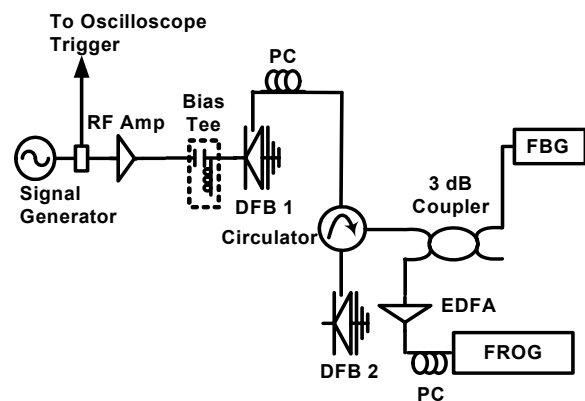 To Oscilloscope
Trigger
PC
RF Amp
Bias
Tee
FBG
Signal
Generator
DFB 1
3 dB
Coupler
Circulator
EDFA
DFB 2
FROG
PC